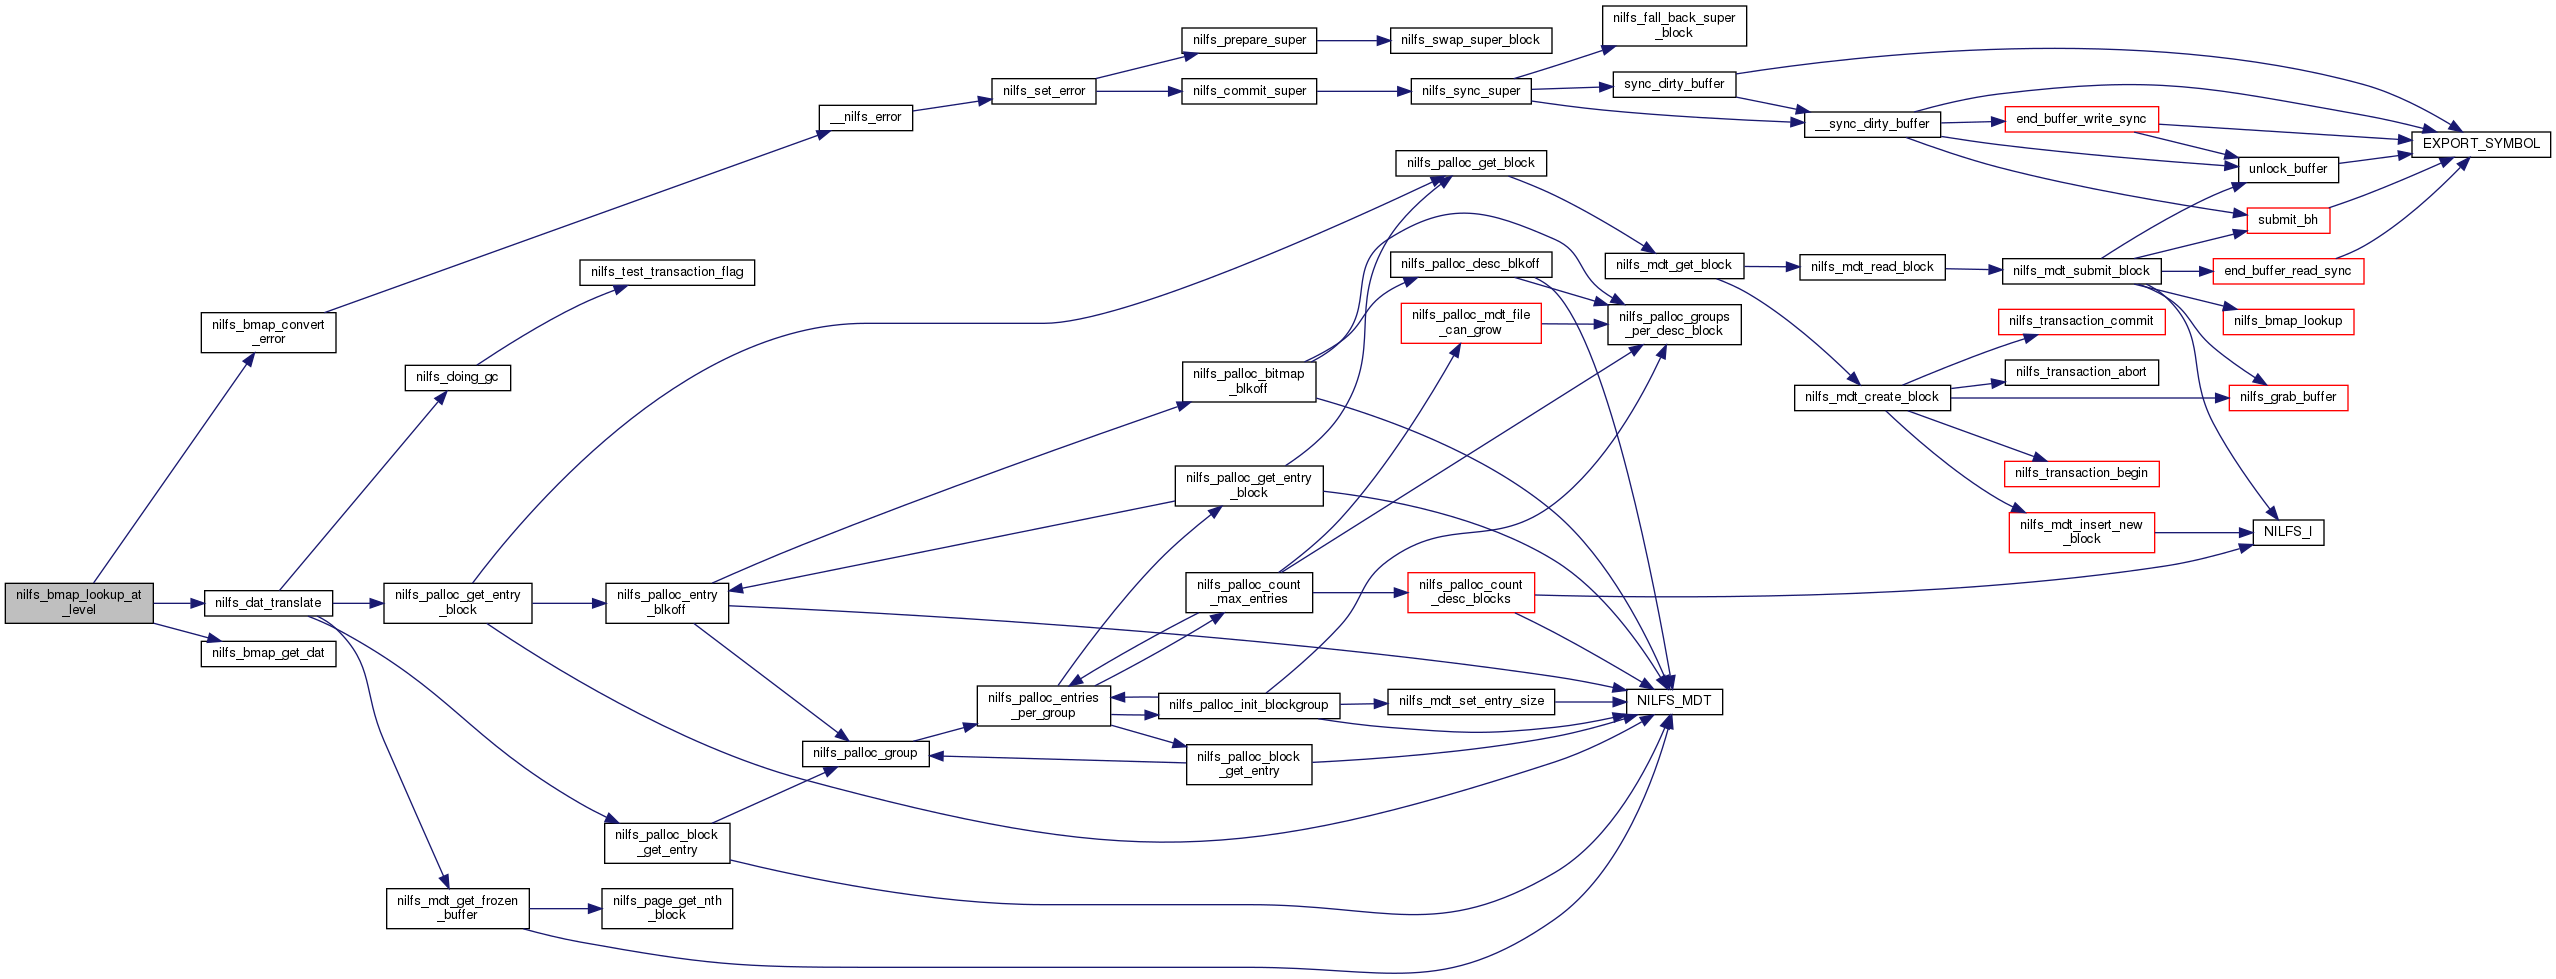 nilfs_bmap_lookup_at
_level
nilfs_bmap_convert
_error
nilfs_dat_translate
nilfs_bmap_get_dat
nilfs_doing_gc
nilfs_palloc_get_entry
_block
nilfs_mdt_get_frozen
_buffer
nilfs_test_transaction_flag
nilfs_palloc_entry
_blkoff
nilfs_palloc_block
_get_entry
nilfs_page_get_nth
_block
__nilfs_error
nilfs_palloc_group
nilfs_set_error
nilfs_palloc_entries
_per_group
nilfs_prepare_super
nilfs_commit_super
nilfs_palloc_bitmap
_blkoff
nilfs_palloc_get_entry
_block
nilfs_palloc_count
_max_entries
nilfs_palloc_init_blockgroup
nilfs_palloc_block
_get_entry
nilfs_swap_super_block
nilfs_sync_super
nilfs_palloc_get_block
nilfs_palloc_desc_blkoff
nilfs_palloc_mdt_file
_can_grow
nilfs_palloc_count
_desc_blocks
nilfs_mdt_set_entry_size
nilfs_fall_back_super
_block
sync_dirty_buffer
nilfs_mdt_get_block
nilfs_palloc_groups
_per_desc_block
NILFS_MDT
__sync_dirty_buffer
nilfs_mdt_read_block
nilfs_mdt_create_block
end_buffer_write_sync
nilfs_mdt_submit_block
nilfs_transaction_commit
nilfs_transaction_abort
nilfs_transaction_begin
nilfs_mdt_insert_new
_block
unlock_buffer
submit_bh
end_buffer_read_sync
nilfs_bmap_lookup
nilfs_grab_buffer
NILFS_I
EXPORT_SYMBOL